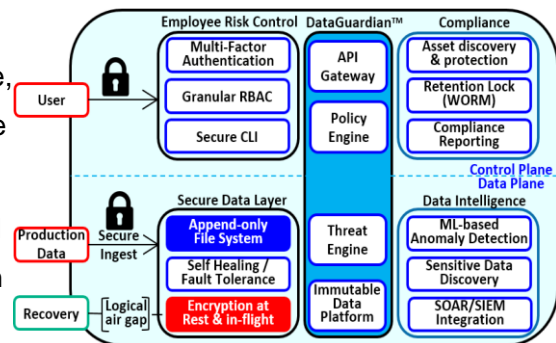 Employee Risk Control
DataGuardian™
Compliance
Multi-Factor
Authentication
Granular RBAC
Secure CLI
API
Gateway
Policy
Engine
Asset discovery
& protection
Retention Lock
(WORM)
Compliance
Reporting
User
Control Plane
Data Plane
Secure Data Layer
Data Intelligence
Production
Data
Secure
Ingest
Append-only
File System
Self Healing /
Fault Tolerance
Encryption at
Rest & in-flight
Threat
Engine
Immutable
Data
Platform
ML-based
Anomaly Detection
Sensitive Data
Discovery
SOAR/SIEM
Integration
Recovery
Logical
air gap